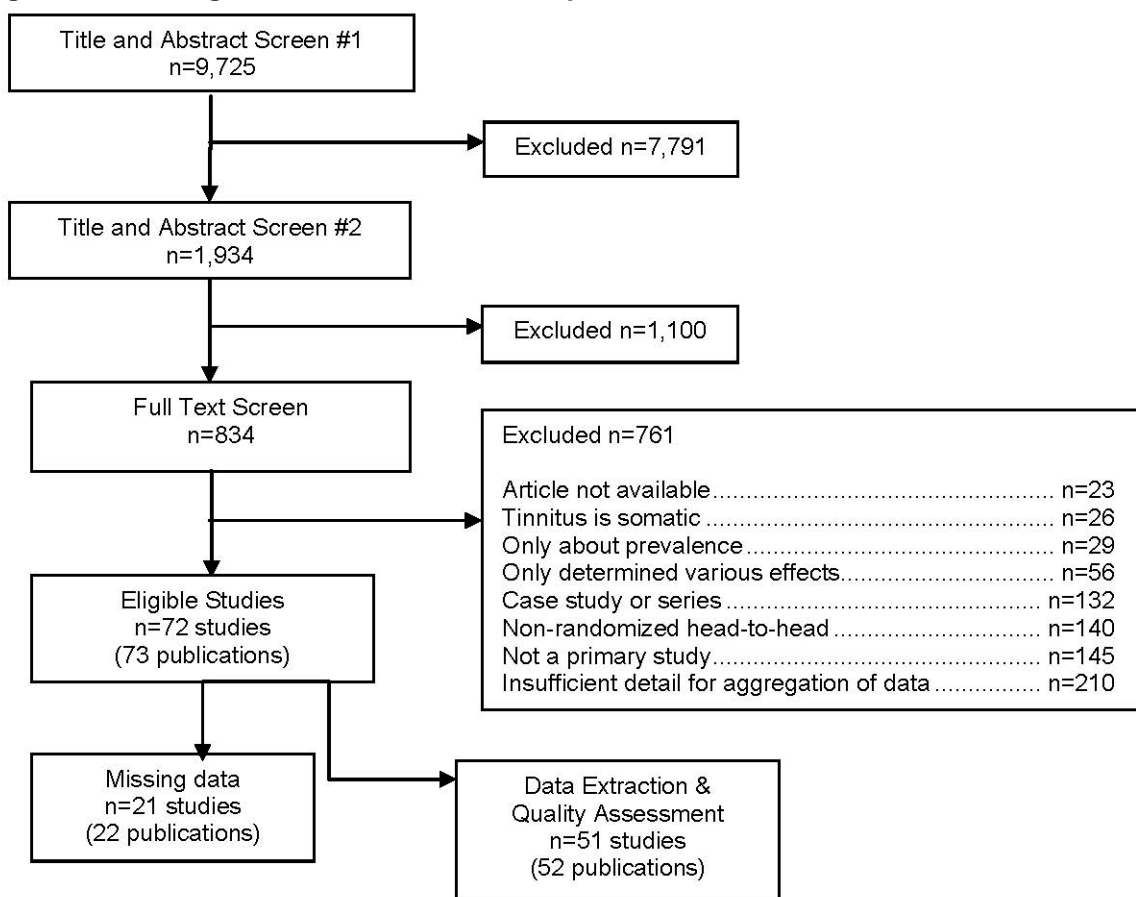 Title and Abstract Screen #1
n=9,725
Excluded n=7,791
Title and Abstract Screen #2
n=1,934
Excluded n=1,100
Full Text Screen
n=834
Excluded n=761
Article not available n=23
Tinnitus is somatic n=26
Only about prevalence n=29
Only determined various effects n=56
Case study or series n=132
Non-randomized head-to-head n=140
Not a primary study n=145
Insufficient detail for aggregation of data n=210
Eligible Studies
n=72 studies
(73 publications)
Missing data
n=21 studies
(22 publications)
Data Extraction &
Quality Assessment
n=51 studies
(52 publications)